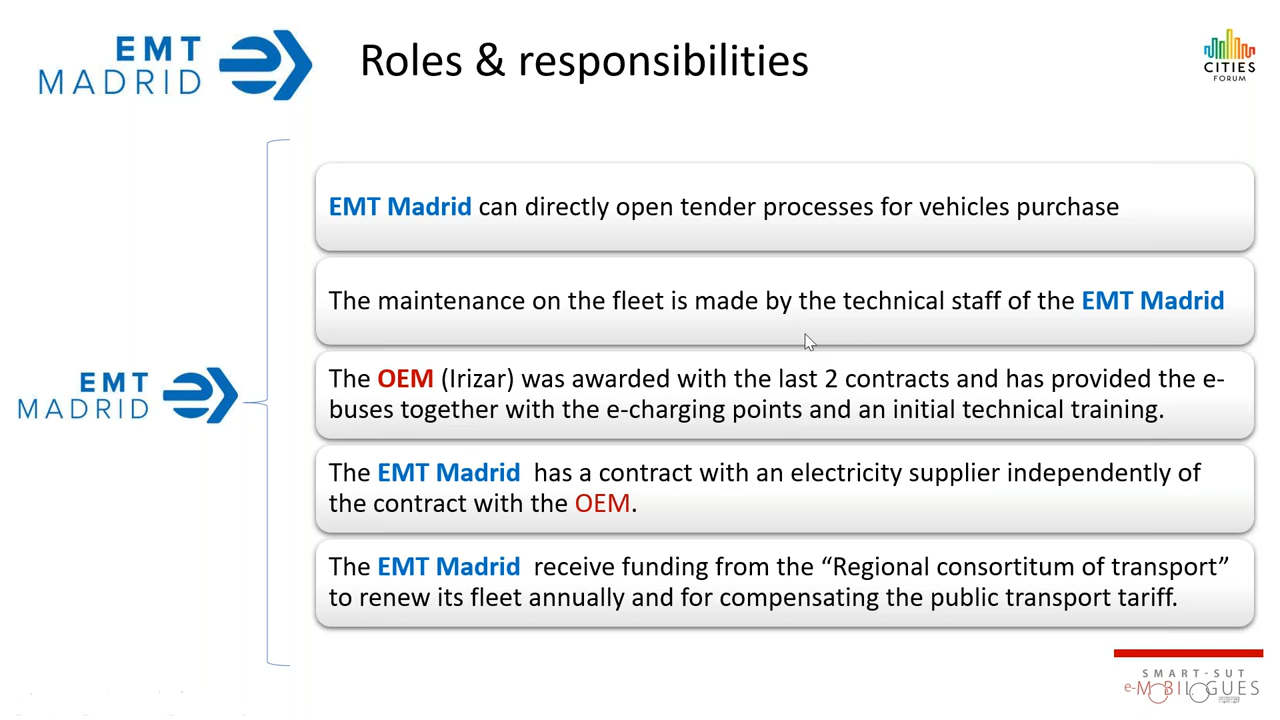 EMT
MADRID
Roles & responsibilities
CITIES
FORUM
EMT Madrid can directly open tender processes for vehicles purchase
The maintenance on the fleet is made by the technical staff of the EMT Madrid
The OEM (Irizar) was awarded with the last 2 contracts and has provided the e-
buses together with the e-charging points and an initial technical training.
EMT
MADRID
The EMT Madrid has a contract with an electricity supplier independently of
the contract with the OEM.
The EMT Madrid receive funding from the “Regional consortitum of transport”
to renew its fleet annually and for compensating the public transport tariff.
SMART-SUT
e-MOBILOGUES